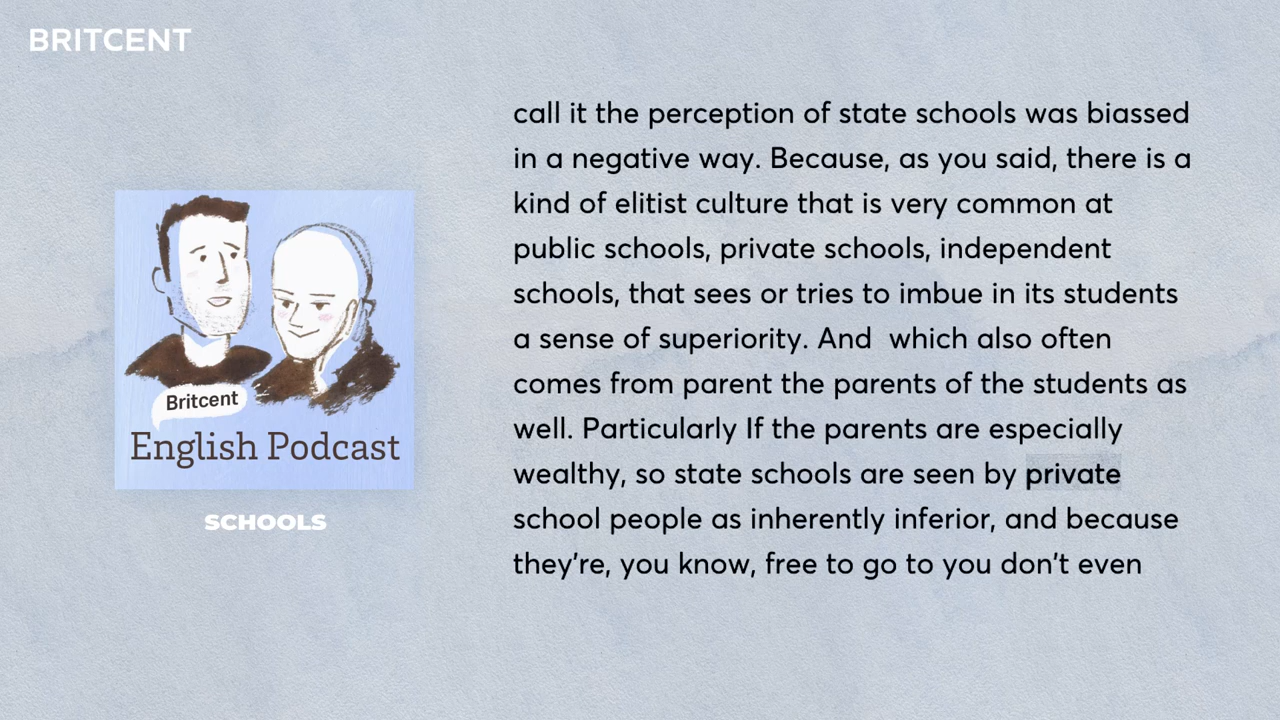 BRITCENT
Britcent
English Podcast
SCHOOLS
call it the perception of state schools was biassed
in a negative way. Because, as you said, there is a
kind of elitist culture that is very common at
public schools, private schools, independent
schools, that sees or tries to imbue in its students
a sense of superiority. And  which also often
comes from parent the parents of the students as
well. Particularly If the parents are especially
wealthy, so state schools are seen by private
school people as inherently inferior, and because
they're, you know, free to go to you don't even